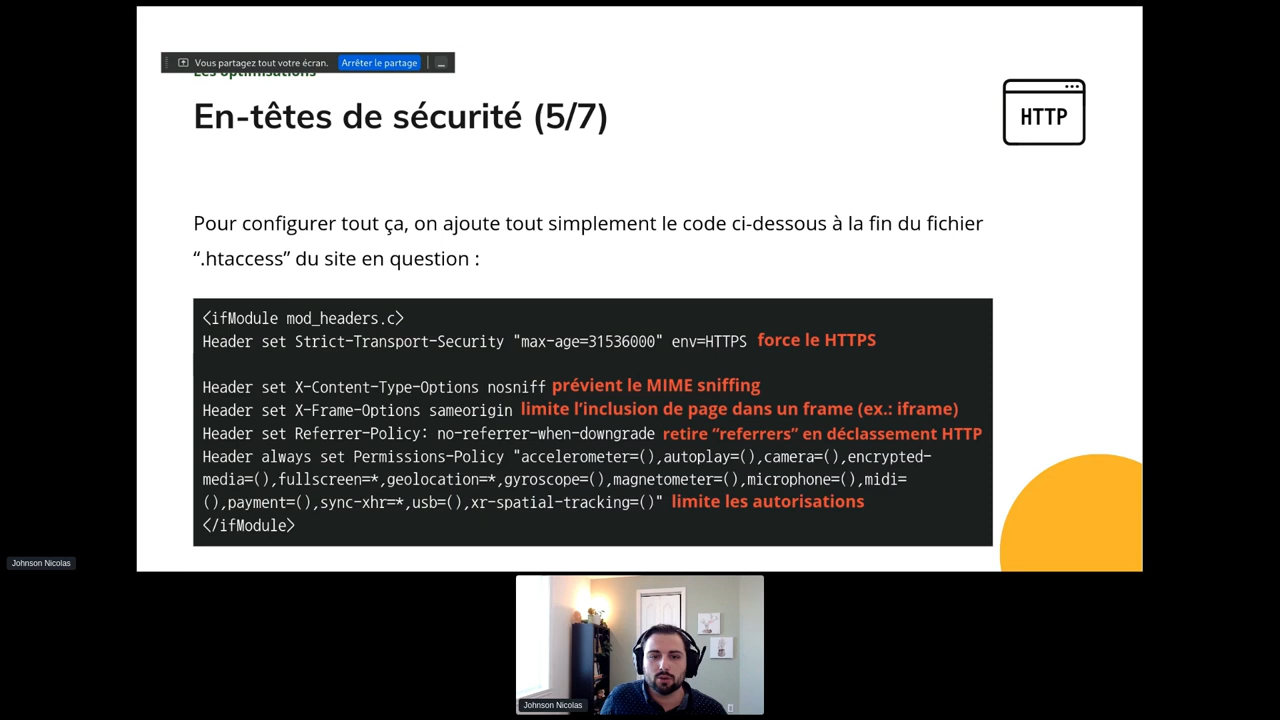 Vous partagez tout votre écran. Arrêter le partage
Les optimisations
En-têtes de sécurité (5/7)
HTTP
Pour configurer tout ça, on ajoute tout simplement le code ci-dessous à la fin du fichier
“.htaccess” du site en question :
<ifModule mod_headers.c>
Header set Strict-Transport-Security "max-age=31536000" env=HTTPS force le HTTPS
Header set X-Content-Type-Options nosniff prévient le MIME sniffing
Header set X-Frame-Options sameorigin limite l’inclusion de page dans un frame (ex.: iframe)
Header set Referrer-Policy: no-referrer-when-downgrade retire “referrers” en déclassement HTTP
Header always set Permissions-Policy "accelerometer=(),autoplay=(),camera=(),encrypted-
media=(),fullscreen=*,geolocation=*,gyroscope=(),magnetometer=(),microphone=(),midi=
(),payment=(),sync-xhr=*,usb=(),xr-spatial-tracking=()" limite les autorisations
</ifModule>
Johnson Nicolas
Johnson Nicolas